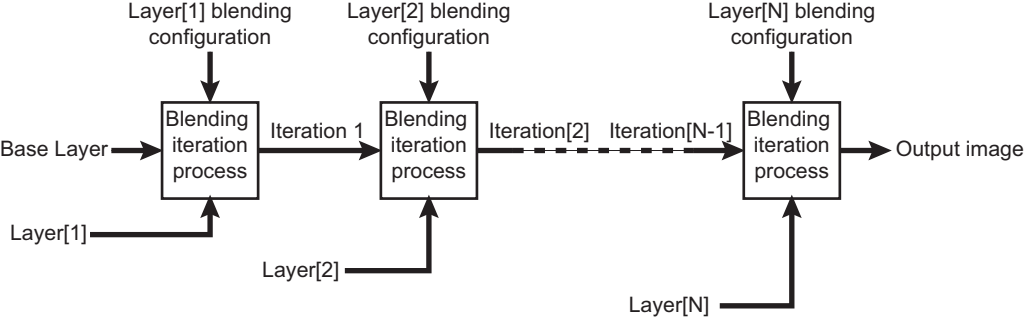 Layer[1] blending
configuration
Layer[2] blending
configuration
Layer[N] blending
configuration
Base Layer
Blending
iteration
process
Iteration 1
Blending
iteration
process
Iteration[2]
Iteration[N-1]
Blending
iteration
process
Output image
Layer[1]
Layer[2]
Layer[N]